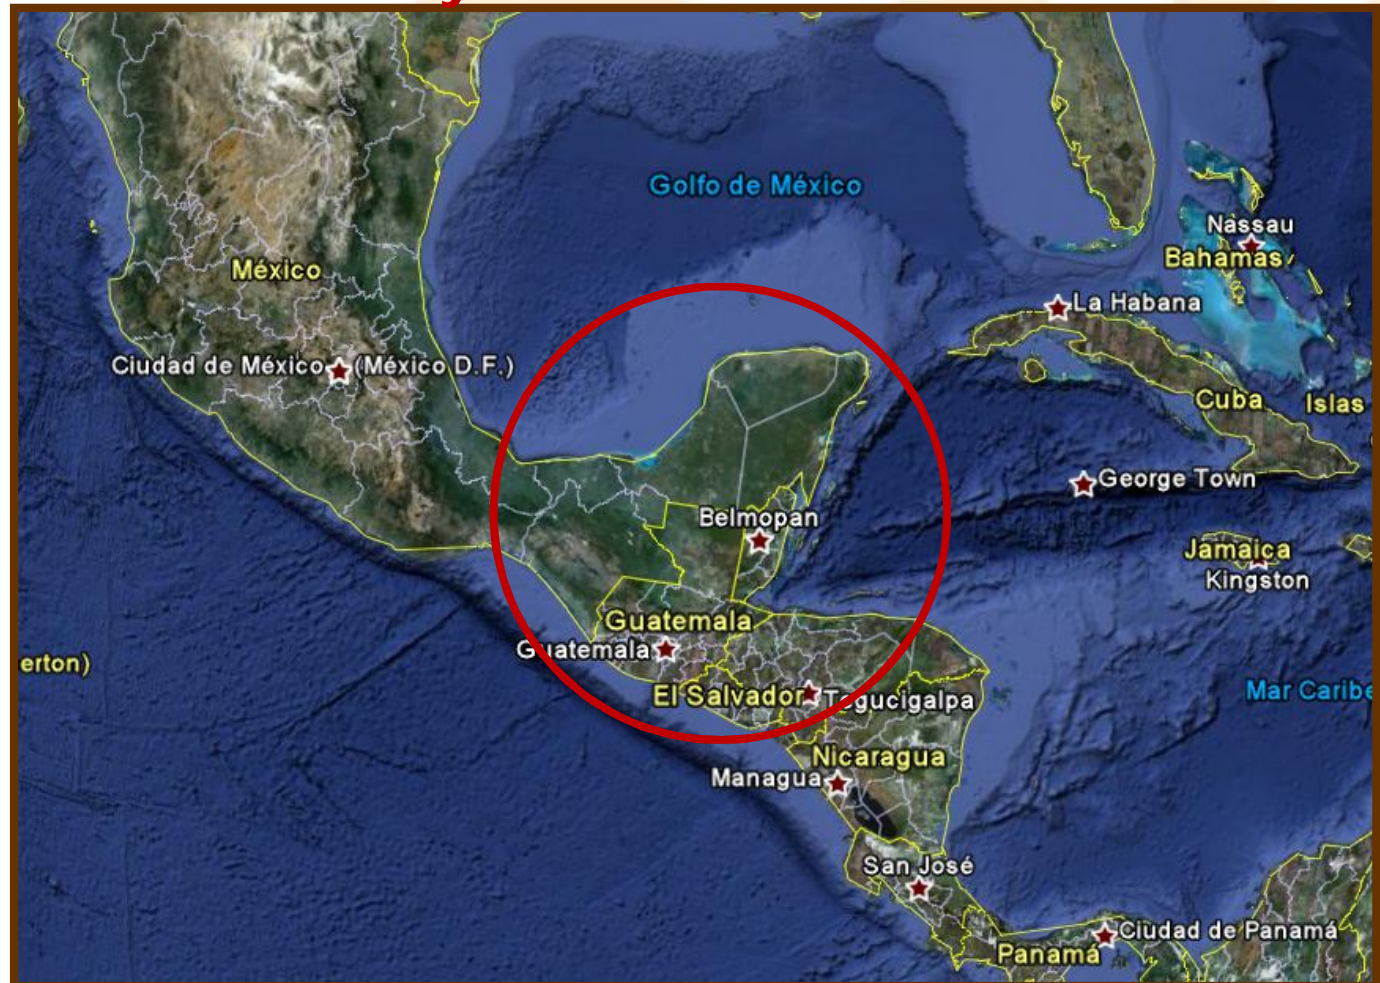 Golfo de México
Nassau
Bahamas
México
La Habana
Ciudad de México (México D.F.)
Cuba
Islas
George Town
Belmopan
Jamaica
Kingston
Guatemala
Guatemala
erton)
El Salvador
Tegucigalpa
Mar Caribe
Nicaragua
Managua
San José
Ciudad de Panamá
Panamá